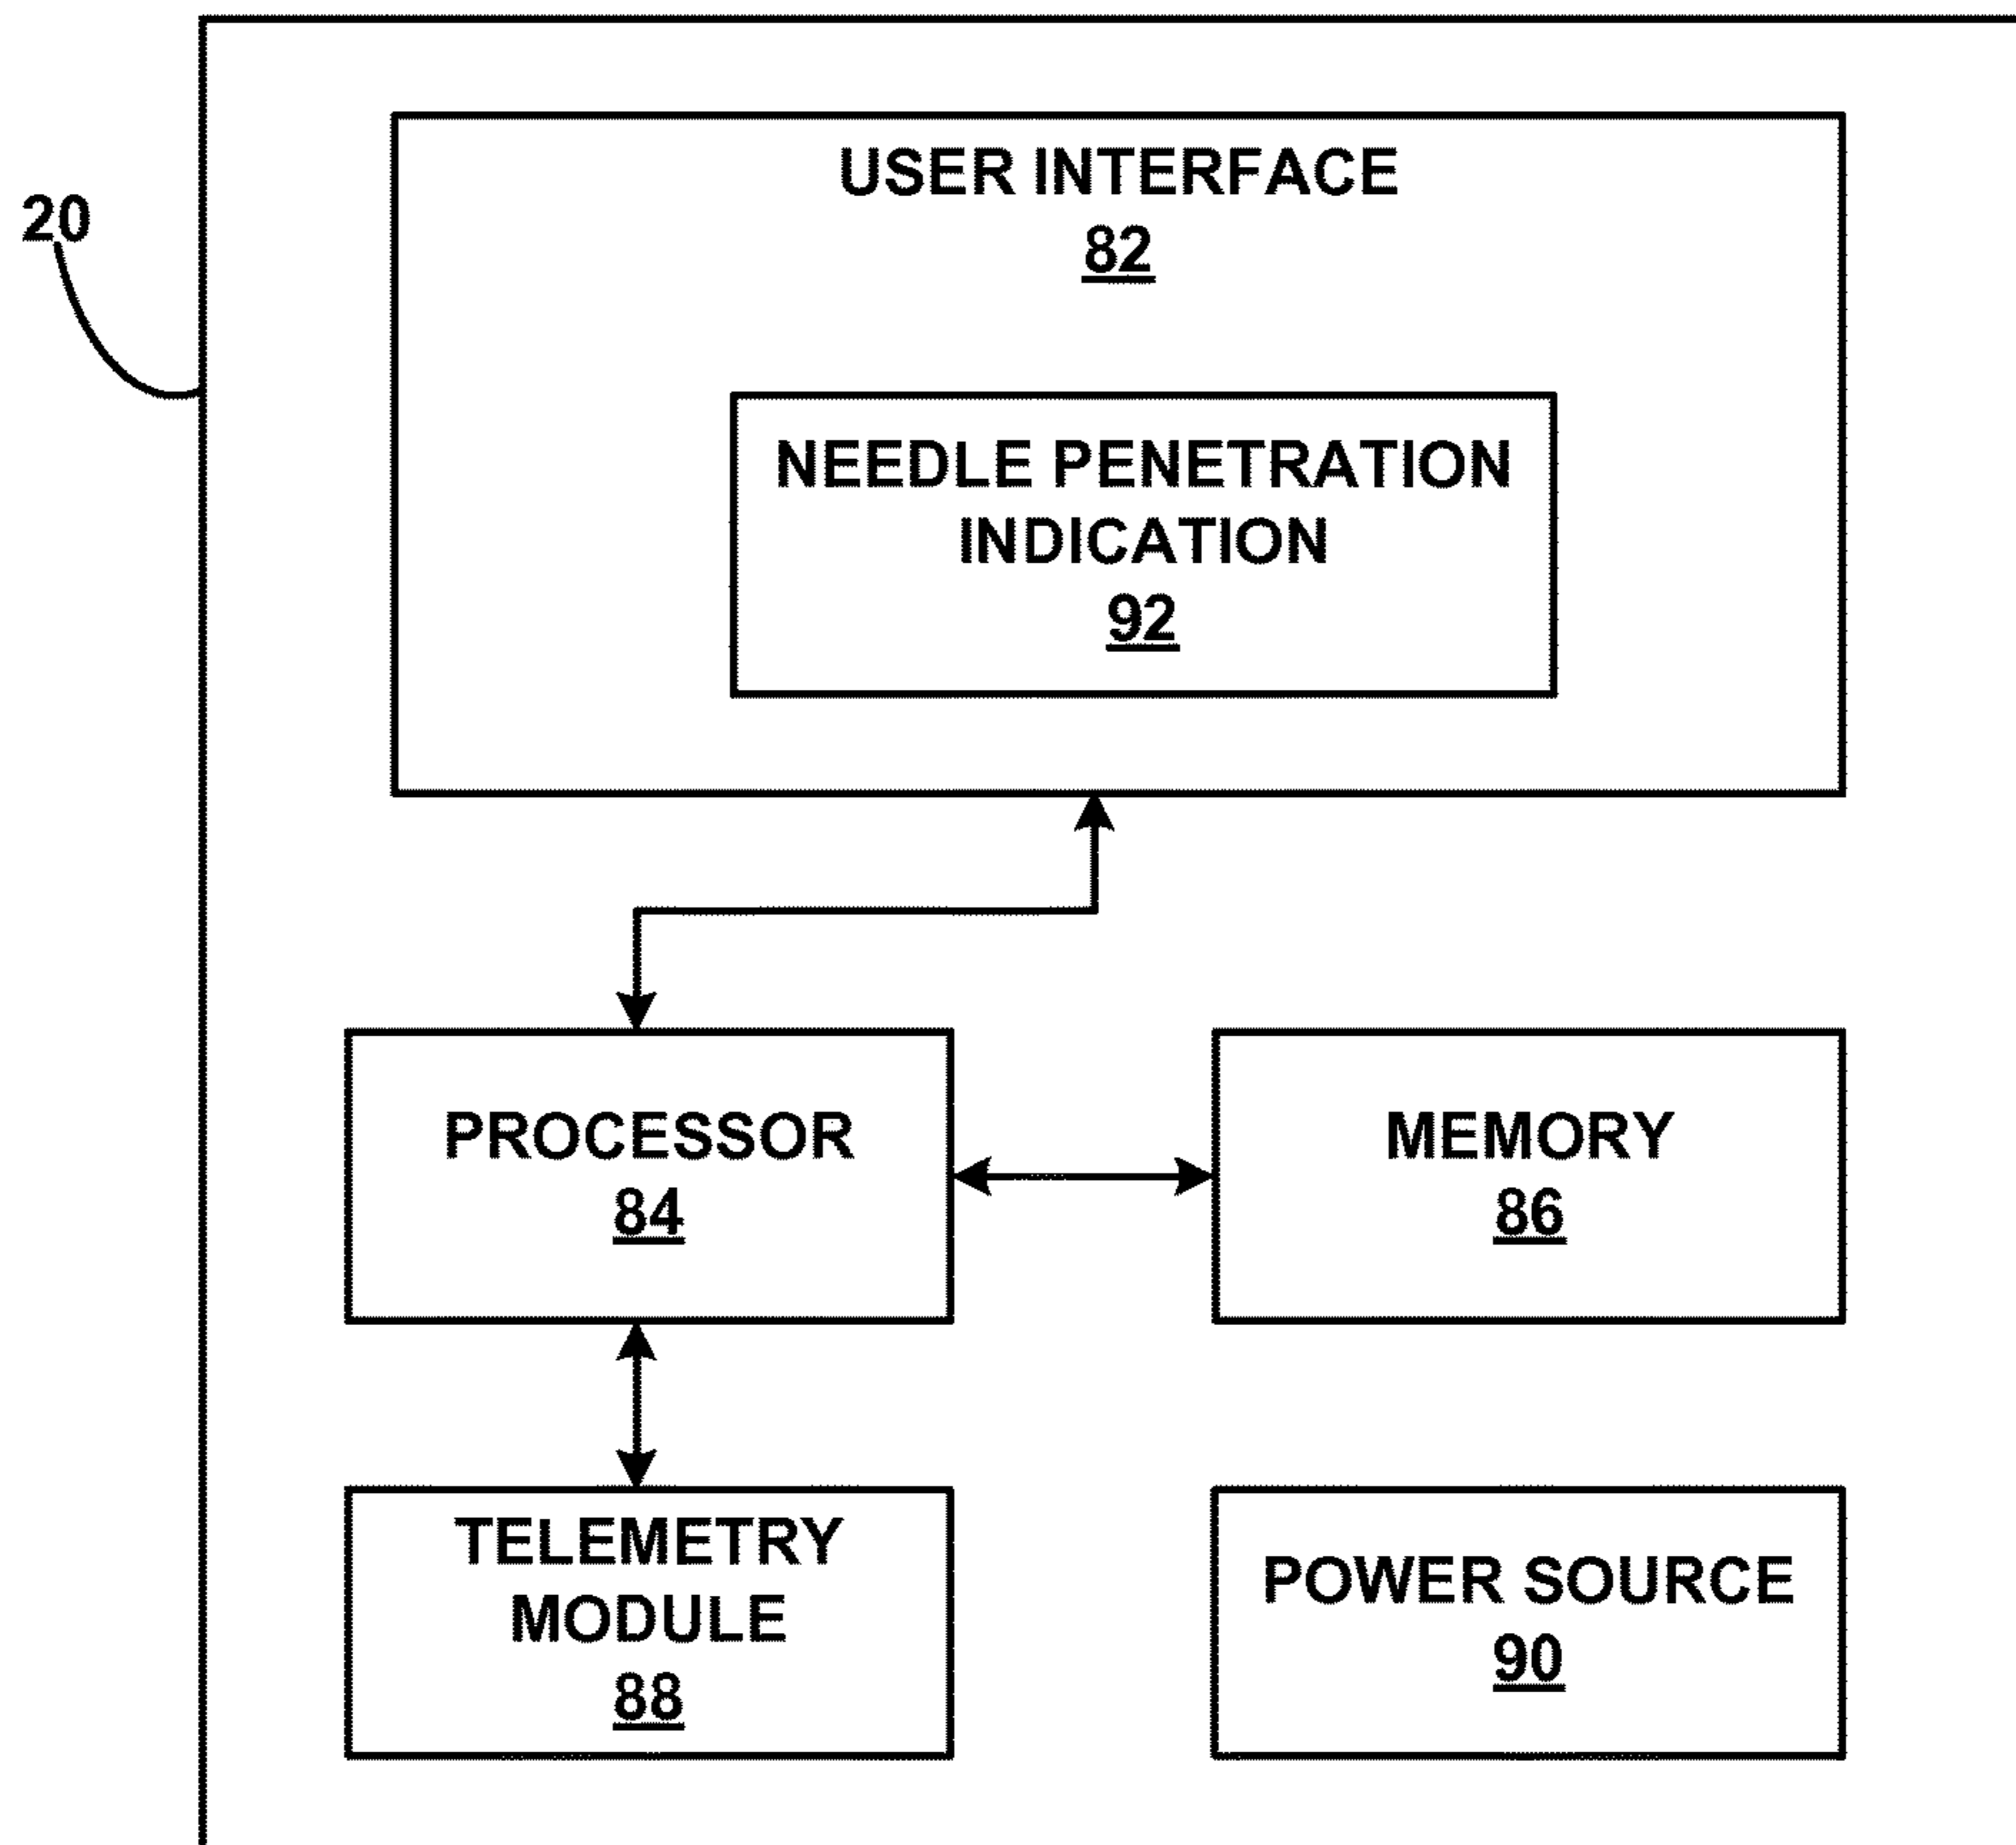 20
USER INTERFACE
82
NEEDLE PENETRATION
INDICATION
92
PROCESSOR
84
MEMORY
86
TELEMETRY
MODULE
88
POWER SOURCE
90